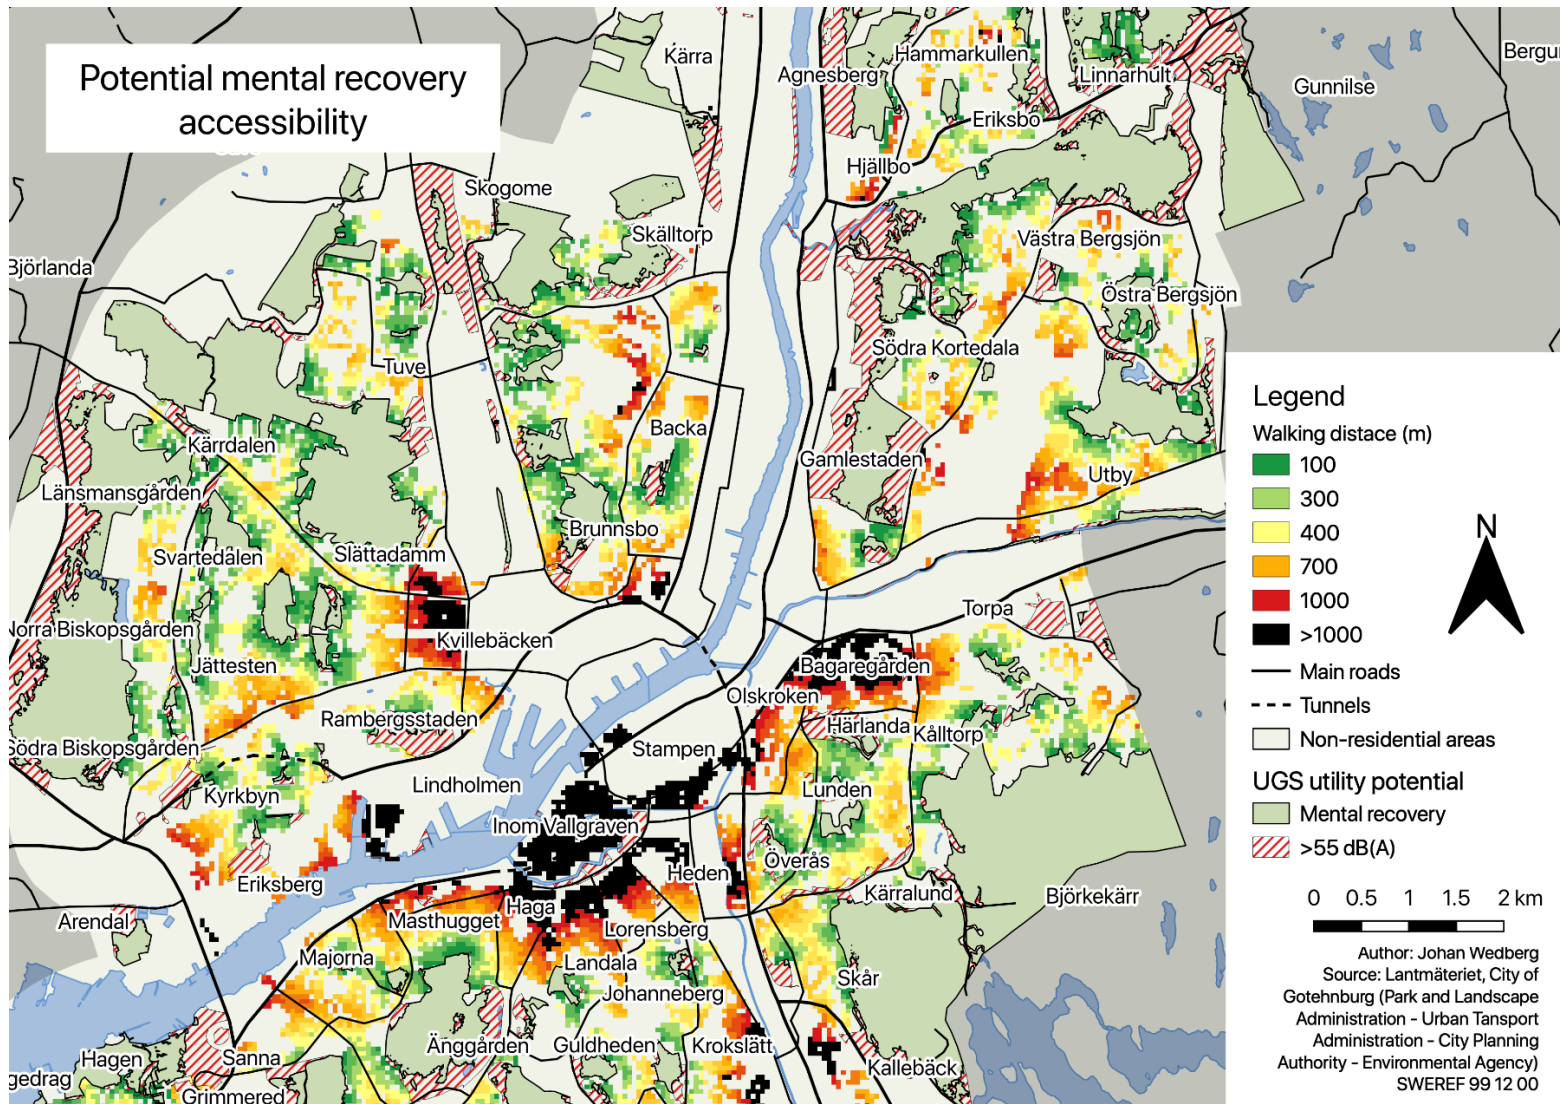 Potential mental recovery
accessibility
Kärra
Agnesberg
Hammarkullen
Linnarhult
Gunnilse
Eriksbo
Hjällbo
Skogome
Skälltorp
Västra Bergsjön
Björlanda
Östra Bergsjön
Södra Kortedala
Tuve
Backa
Kärrdalen
Gamlestaden
Utby
Länsmansgården
Brunnsbo
Svartedalen
Slättadamm
Torpa
Norra Biskopsgården
Kvillebäcken
Jättesten
Bagaregården
Olskroken
Rambergsstaden
Härlanda
Kålltorp
Södra Biskopsgården
Stampen
Lindholmen
Kyrkbyn
Lunden
Inom Vallgraven
Överås
Heden
Eriksberg
Kärralund
Björkekärr
Haga
Arendal
Masthugget
Lorensberg
Majorna
Landala
Skår
Johanneberg
Änggården
Guldheden
Krokslätt
Hagen
Sanna
Kallebäck
gedrag
Grimmered
Legend
Walking distace (m)
100
300
400
700
1000
>1000
Main roads
Tunnels
Non-residential areas
UGS utility potential
Mental recovery
>55 dB(A)
N
0 0.5 1 1.5 2 km
Author: Johan Wedberg
Source: Lantmäteriet, City of
Gotehnburg (Park and Landscape
Administration - Urban Tansport
Administration - City Planning
Authority - Environmental Agency)
SWEREF 99 12 00